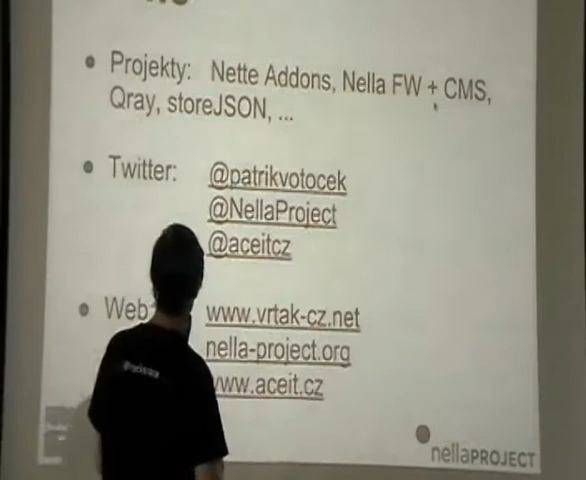 Projekty: Nette Addons, Nella FW + CMS,
Qray, storeJSON, ...
Twitter: @patrikvotocek
@NellaProject
@aceitcz
Web: www.vrtak-cz.net
nella-project.org
www.aceit.cz
nellaPROJECT